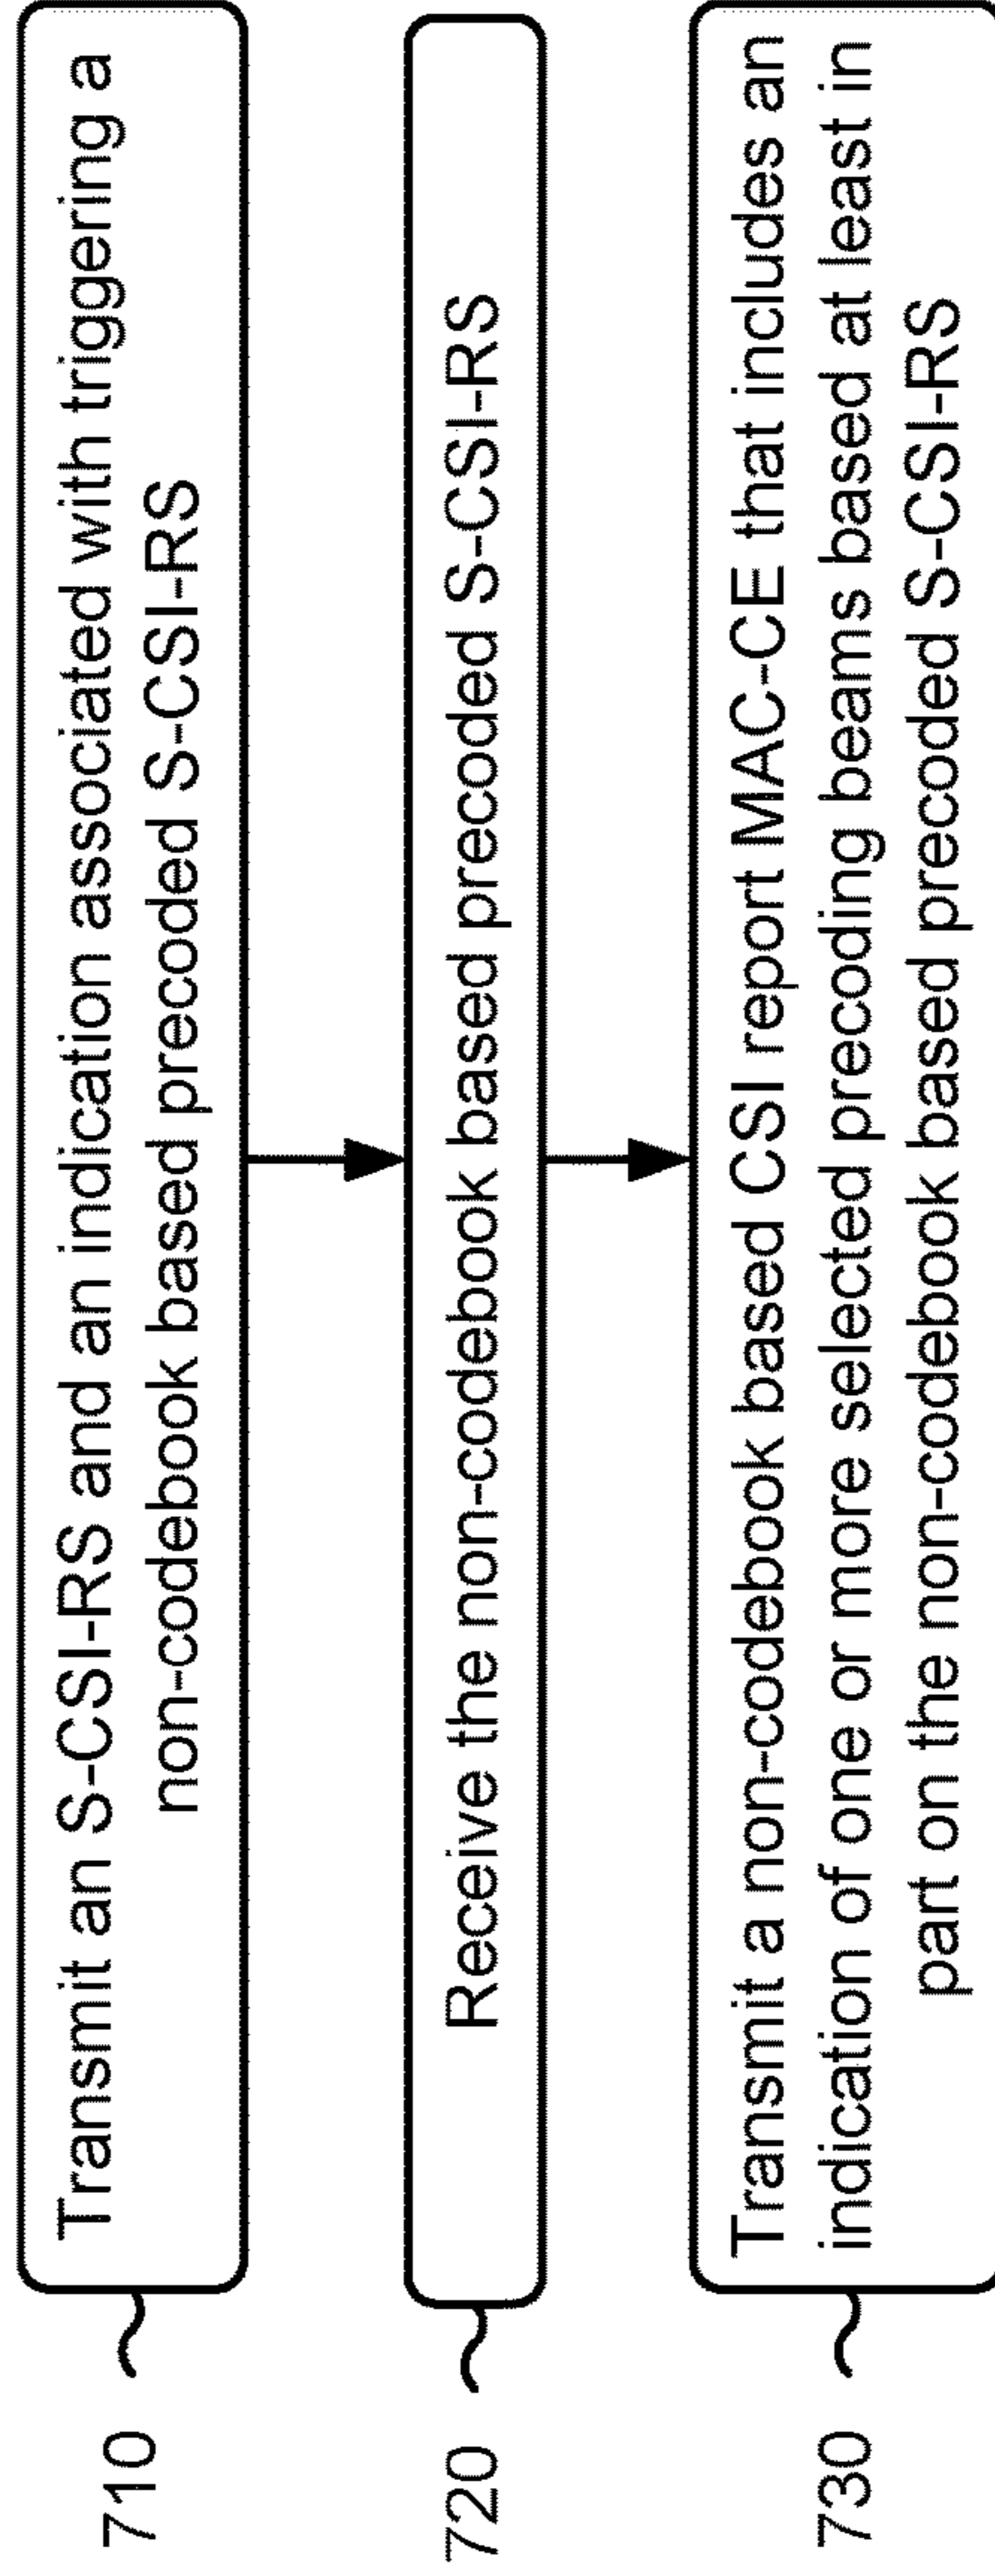 710
Transmit an S-CSI-RS and an indication associated with triggering a
non-codebook based precoded S-CSI-RS
720
Receive the non-codebook based precoded S-CSI-RS
730
Transmit a non-codebook based CSI report MAC-CE that includes an
indication of one or more selected precoding beams based at least in
part on the non-codebook based precoded S-CSI-RS